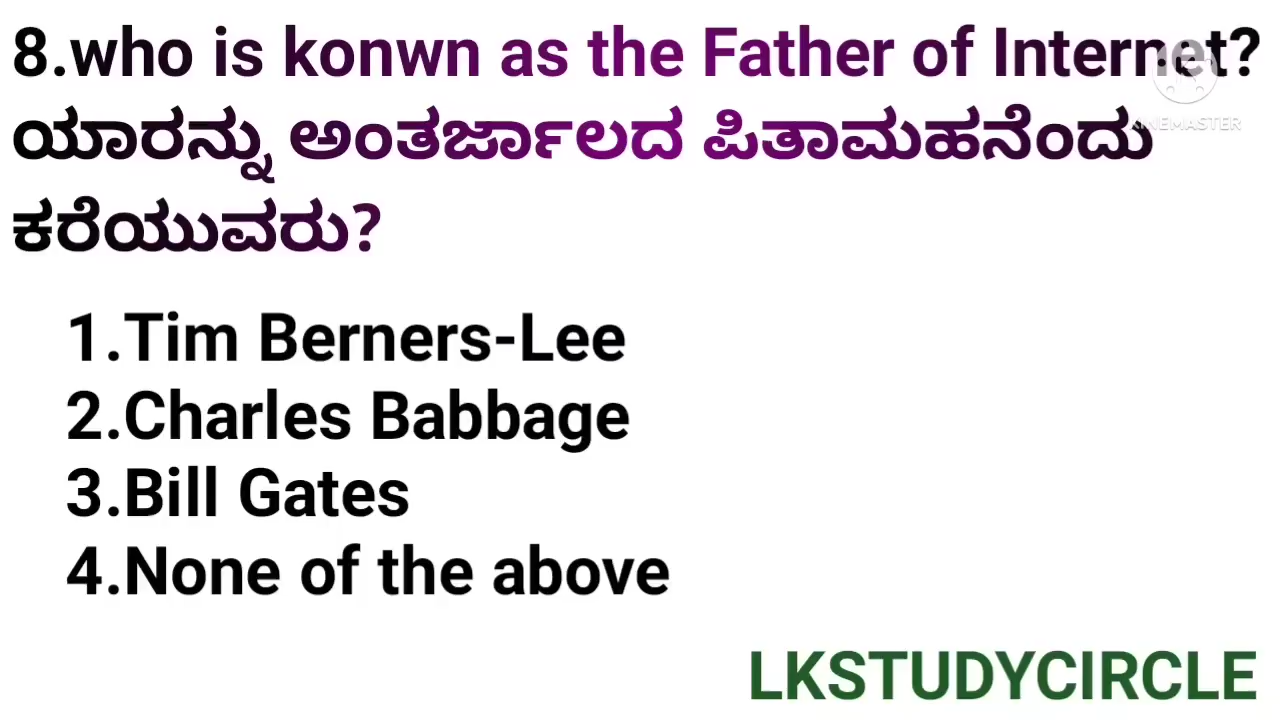 8.who is konwn as the Father of Internet?
KINEMASTER
ಯಾರನ್ನು ಅಂತರ್ಜಾಲದ ಪಿತಾಮಹನೆಂದು
ಕರೆಯುವರು?
1.Tim Berners-Lee
2.Charles Babbage
3.Bill Gates
4.None of the above
LKSTUDYCIRCLE